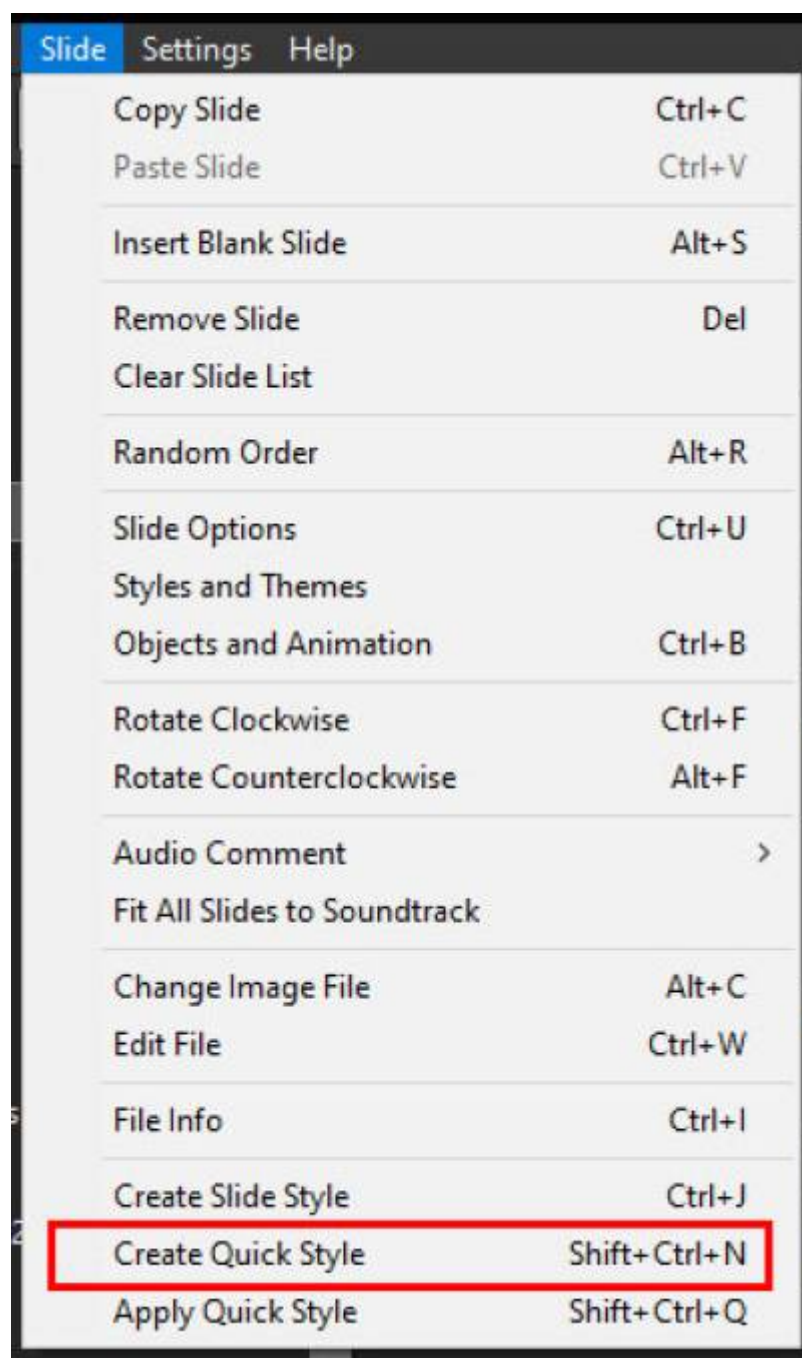 Slide Settings Help
Copy Slide Ctrl+C
Paste Slide Ctrl+V
Insert Blank Slide Alt+S
Remove Slide Del
Clear Slide List
Random Order Alt+R
Slide Options Ctrl+U
Styles and Themes
Objects and Animation Ctrl+B
Rotate Clockwise Ctrl+F
Rotate Counterclockwise Alt+F
Audio Comment >
Fit All Slides to Soundtrack
Change Image File Alt+C
Edit File Ctrl+W
File Info Ctrl+I
Create Slide Style Ctrl+J
Create Quick Style Shift+Ctrl+N
Apply Quick Style Shift+Ctrl+Q